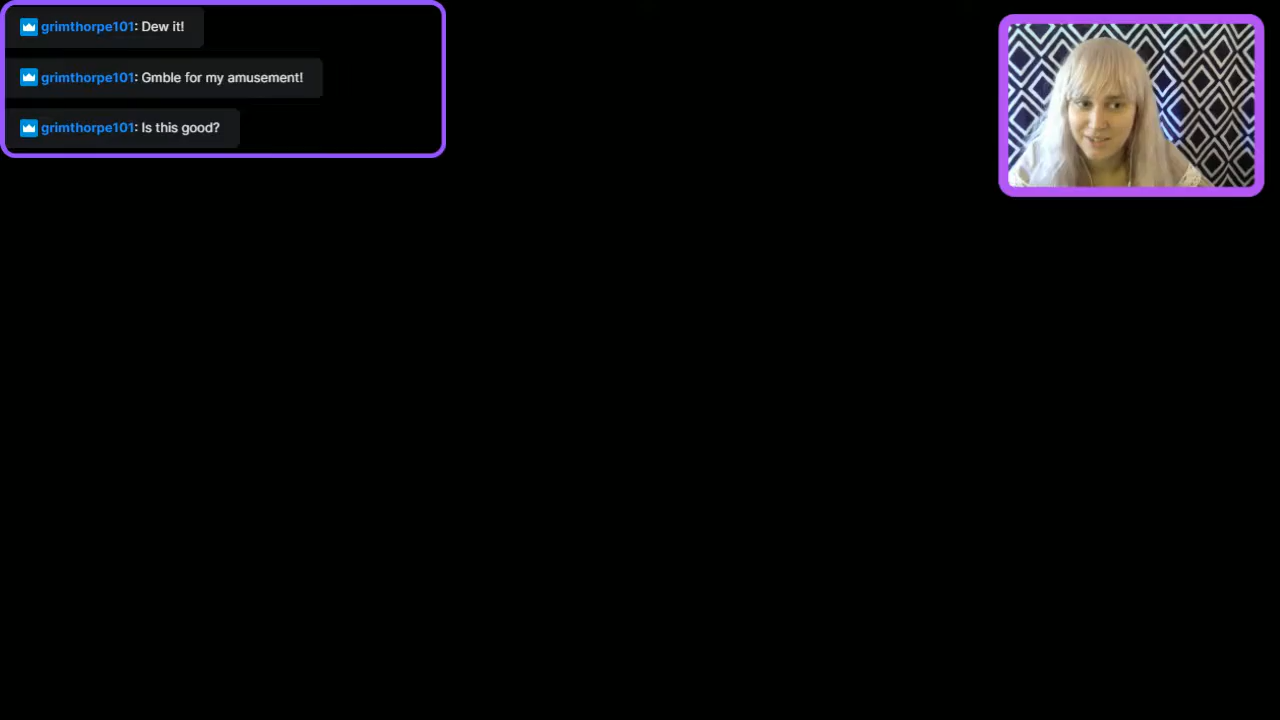 grimthorpe101: Dew it!
grimthorpe101: Gmble for my amusement!
grimthorpe101: Is this good?